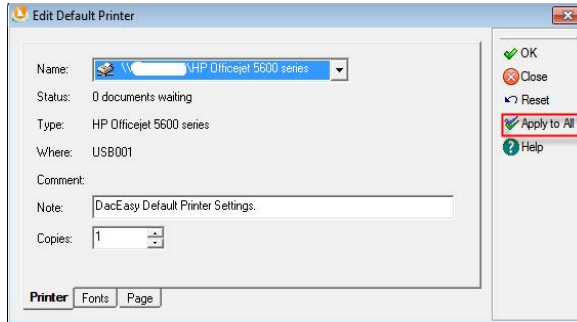 Edit Default Printer
Name: \\ \HP Officejet 5600 series
Status: 0 documents waiting
Type: HP Officejet 5600 series
Where: USB001
Comment:
Note: DacEasy Default Printer Settings.
Copies: 1
Printer Fonts Page
OK
Close
Reset
Apply to All
Help